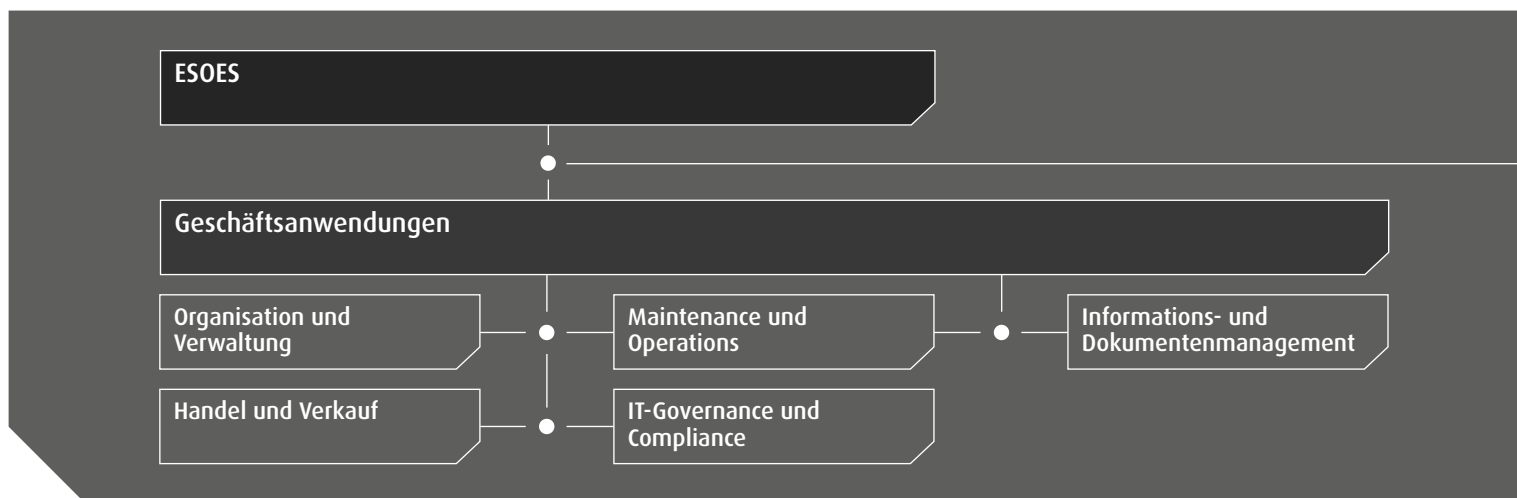 ESOES
Geschäftsanwendungen
Organisation und
Verwaltung
Maintenance und
Operations
Informations- und
Dokumentenmanagement
Handel und Verkauf
IT-Governance und
Compliance